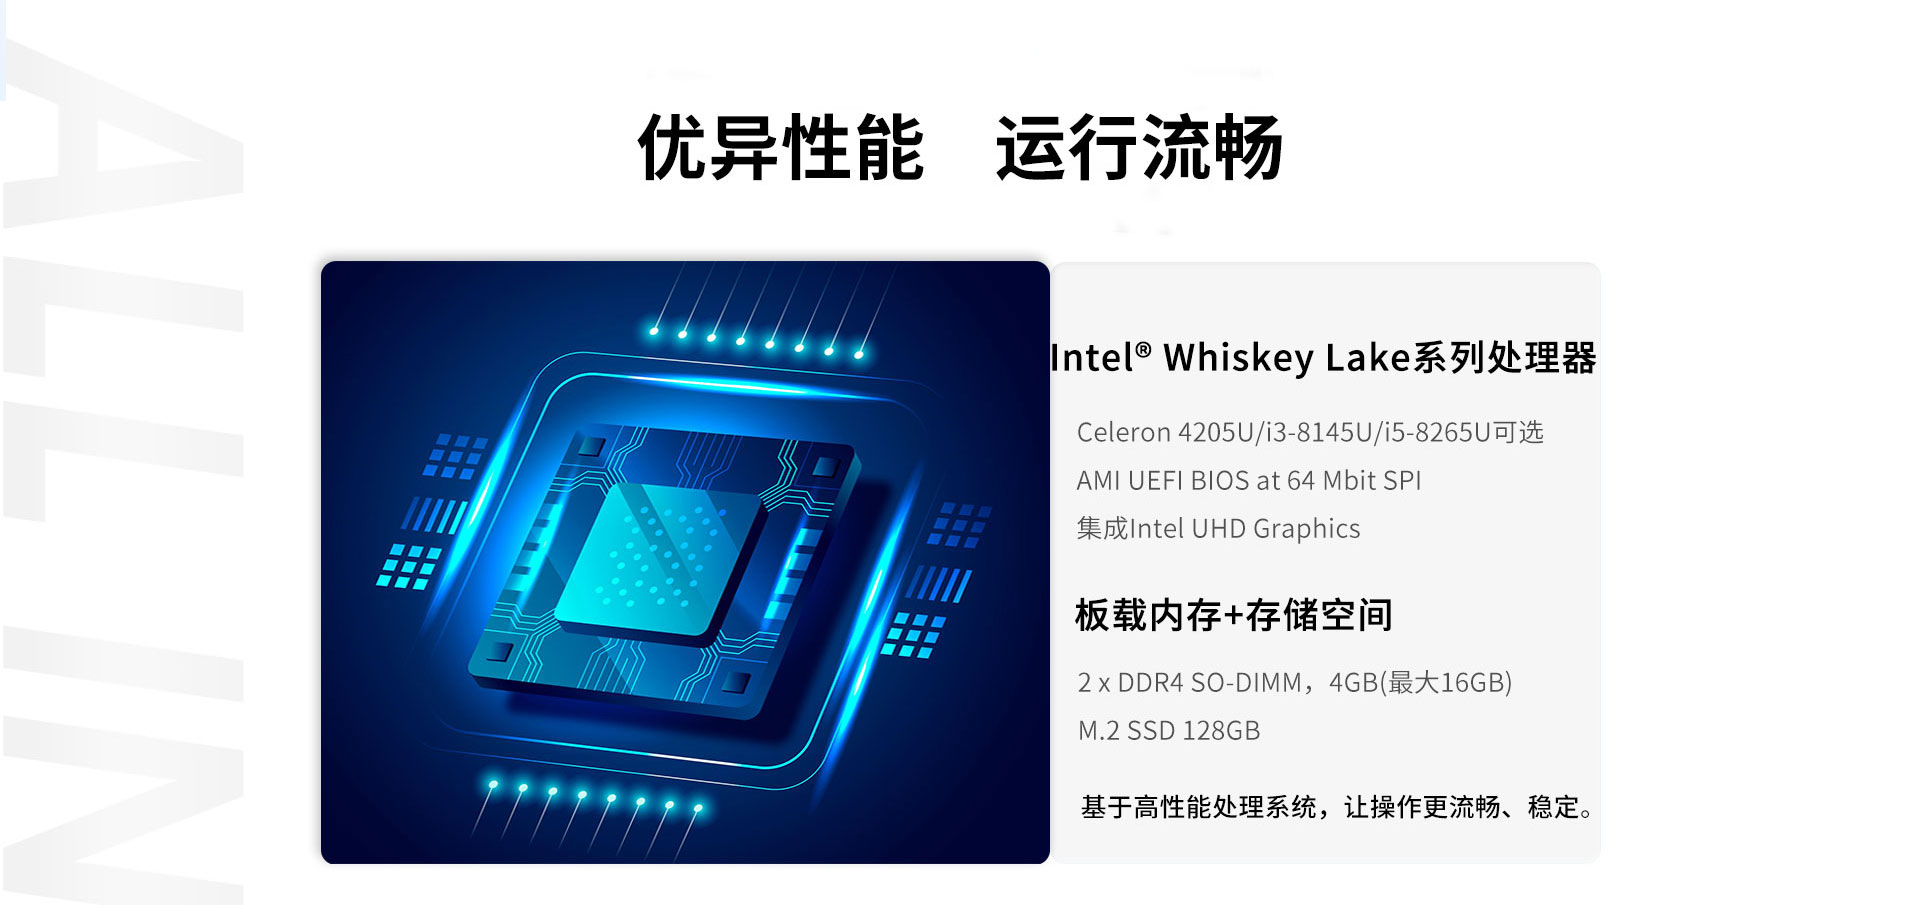 优异性能 运行流畅
Intel® Whiskey Lake系列处理器
Celeron 4205U/i3-8145U/i5-8265U可选
AMI UEFI BIOS at 64 Mbit SPI
集成Intel UHD Graphics
板载内存+存储空间
2 x DDR4 SO-DIMM，4GB(最大16GB)
M.2 SSD 128GB
基于高性能处理系统，让操作更流畅、稳定。
ALL IN